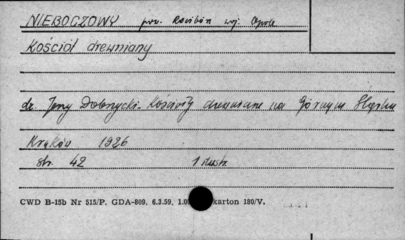 NIEBOCZOWY pow. Racibórz woj. Opole
Kościół drewniany
dr. Jerzy Dobrzycki - Kościoły drewniane na Górnym Śląsku
Kraków 1926
str. 42 1 ilustr.
CWD B-15b Nr 515/P. GDA-809. 6.3.59. karton 180/V.